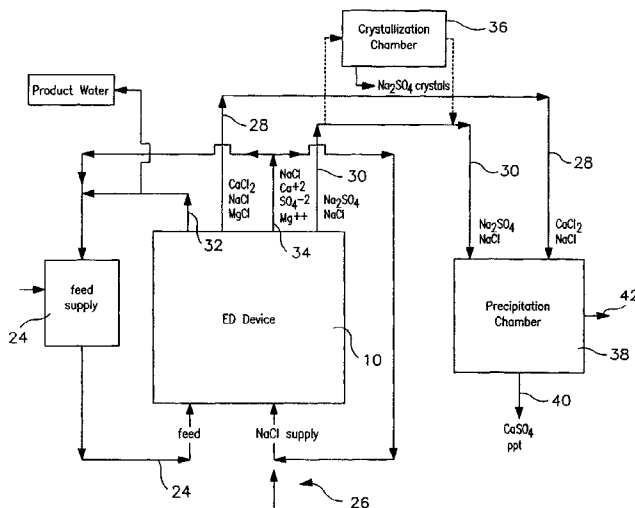 Crystallization
Chamber
36
Product Water
Na2SO4 crystals
28
30
28
30
CaCl2
NaCl
MgCl
NaCl
Ca+2
SO4-2
Mg++
Na2SO4
NaCl
Na2SO4
NaCl
CaCl2
NaCl
32
34
24
feed
supply
ED Device
10
Precipitation
Chamber
42
38
40
feed
NaCl supply
CaSO4
ppt
24
26